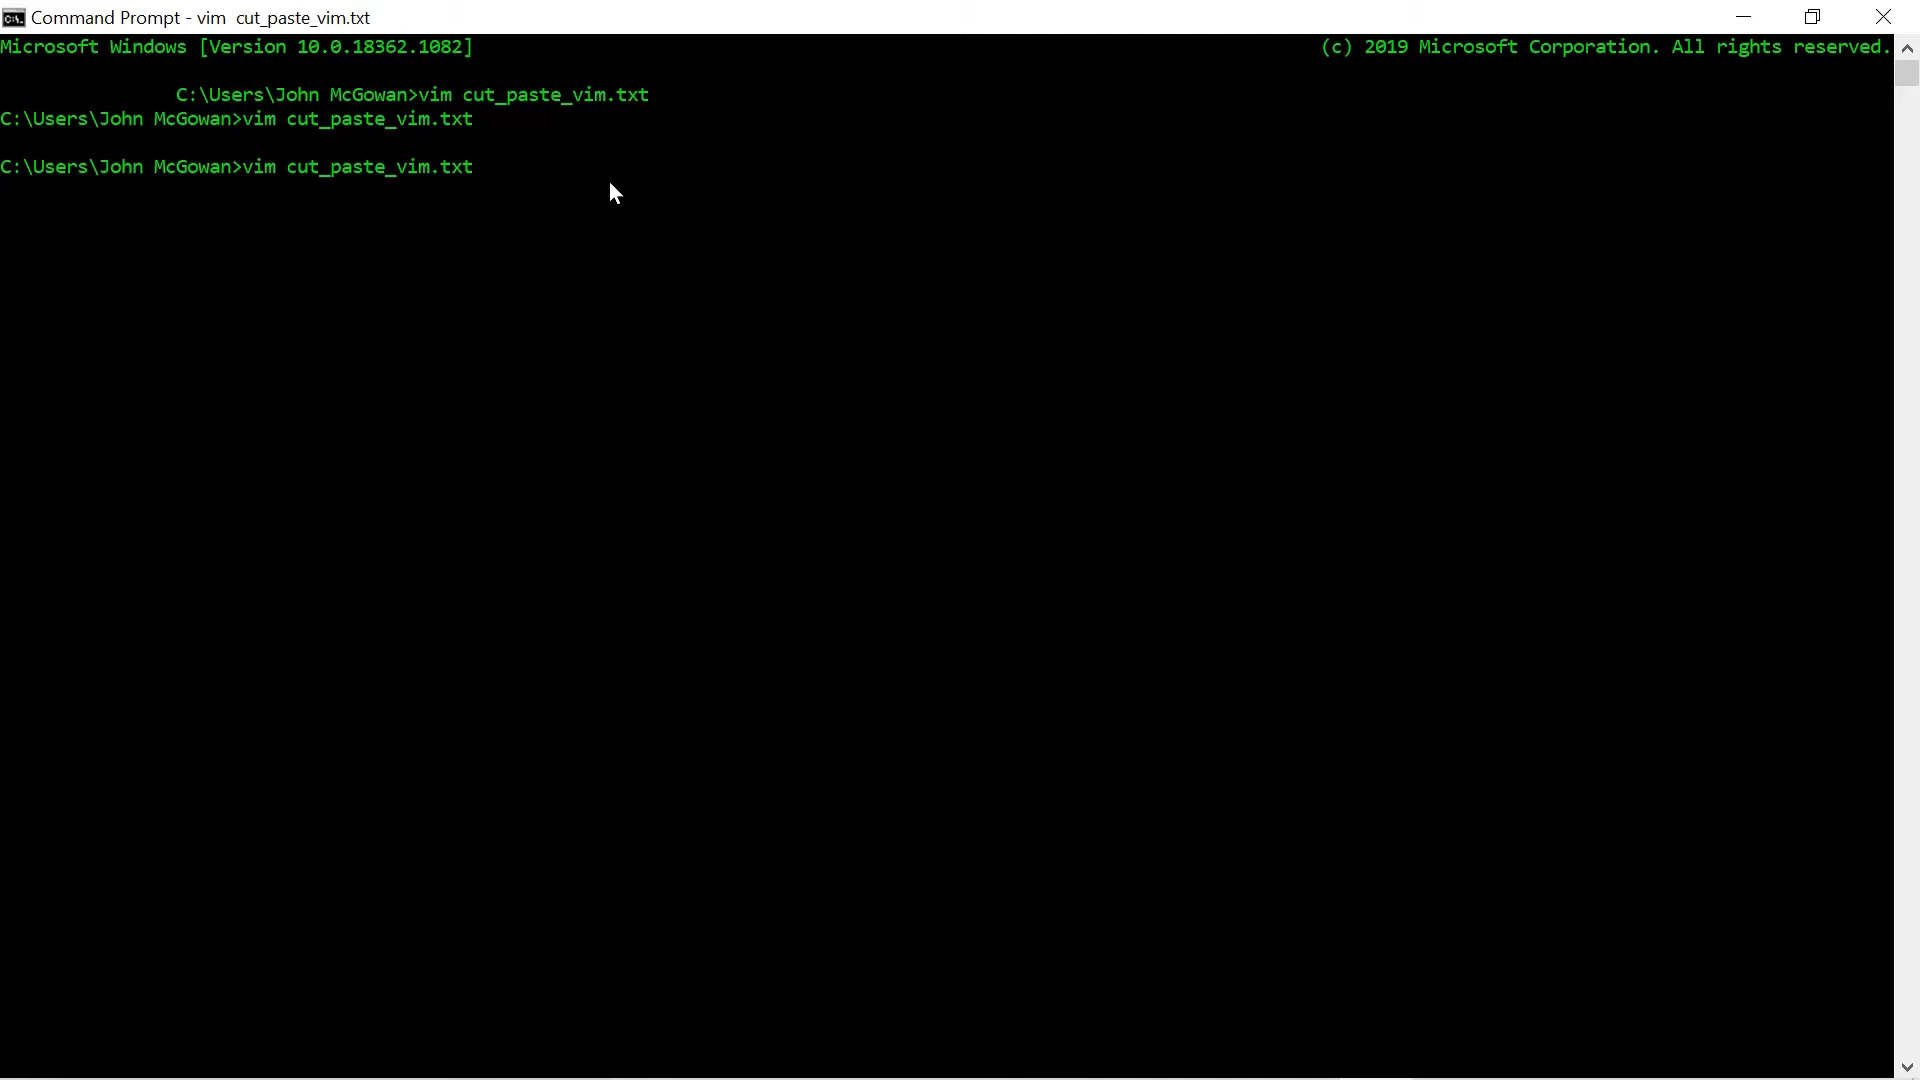 Command Prompt - vim  cut_paste_vim.txt
Microsoft Windows [Version 10.0.18362.1082] (c) 2019 Microsoft Corporation. All rights reserved.
C:\Users\John McGowan>vim cut_paste_vim.txt
C:\Users\John McGowan>vim cut_paste_vim.txt
C:\Users\John McGowan>vim cut_paste_vim.txt